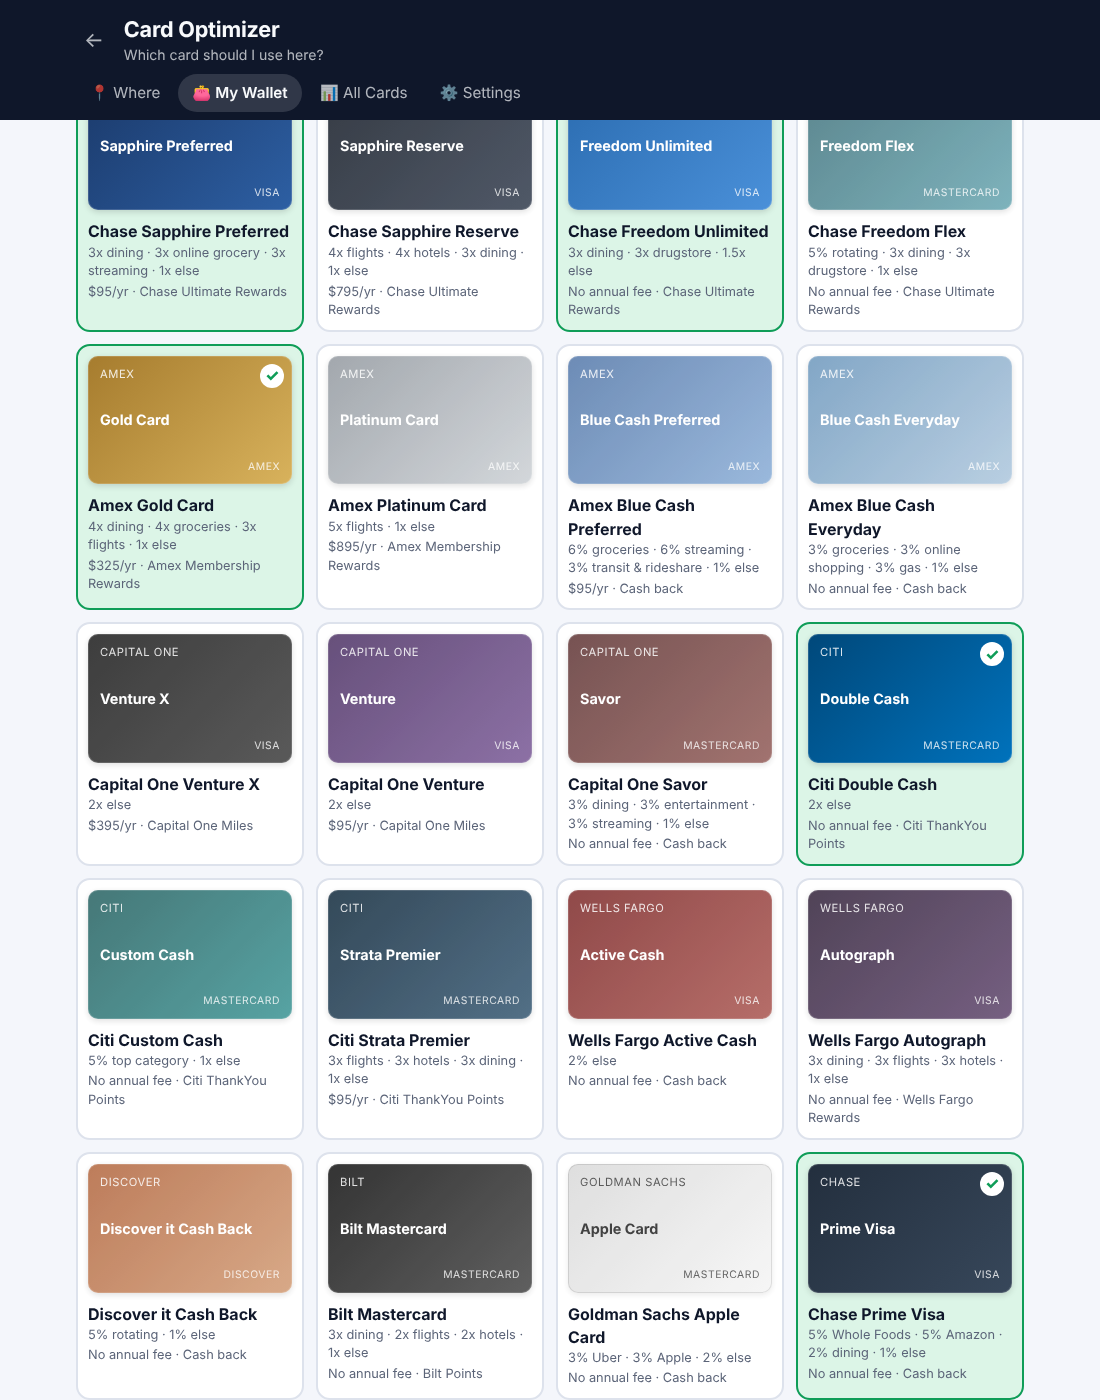 Card Optimizer
Which card should I use here?
Where
My Wallet
All Cards
Settings
Sapphire Preferred
VISA
Chase Sapphire Preferred
3x dining · 3x online grocery · 3x
streaming · 1x else
$95/yr · Chase Ultimate Rewards
Sapphire Reserve
VISA
Chase Sapphire Reserve
4x flights · 4x hotels · 3x dining ·
1x else
$795/yr · Chase Ultimate
Rewards
Freedom Unlimited
VISA
Chase Freedom Unlimited
3x dining · 3x drugstore · 1.5x
else
No annual fee · Chase Ultimate
Rewards
Freedom Flex
MASTERCARD
Chase Freedom Flex
5% rotating · 3x dining · 3x
drugstore · 1x else
No annual fee · Chase Ultimate
Rewards
AMEX
Gold Card
AMEX
Amex Gold Card
4x dining · 4x groceries · 3x
flights · 1x else
$325/yr · Amex Membership
Rewards
AMEX
Platinum Card
AMEX
Amex Platinum Card
5x flights · 1x else
$895/yr · Amex Membership
Rewards
AMEX
Blue Cash Preferred
AMEX
Amex Blue Cash
Preferred
6% groceries · 6% streaming ·
3% transit & rideshare · 1% else
$95/yr · Cash back
AMEX
Blue Cash Everyday
AMEX
Amex Blue Cash
Everyday
3% groceries · 3% online
shopping · 3% gas · 1% else
No annual fee · Cash back
CAPITAL ONE
Venture X
VISA
Capital One Venture X
2x else
$395/yr · Capital One Miles
CAPITAL ONE
Venture
VISA
Capital One Venture
2x else
$95/yr · Capital One Miles
CAPITAL ONE
Savor
MASTERCARD
Capital One Savor
3% dining · 3% entertainment ·
3% streaming · 1% else
No annual fee · Cash back
CITI
Double Cash
MASTERCARD
Citi Double Cash
2x else
No annual fee · Citi ThankYou
Points
CITI
Custom Cash
MASTERCARD
Citi Custom Cash
5% top category · 1x else
No annual fee · Citi ThankYou
Points
CITI
Strata Premier
MASTERCARD
Citi Strata Premier
3x flights · 3x hotels · 3x dining ·
1x else
$95/yr · Citi ThankYou Points
WELLS FARGO
Active Cash
VISA
Wells Fargo Active Cash
2% else
No annual fee · Cash back
WELLS FARGO
Autograph
VISA
Wells Fargo Autograph
3x dining · 3x flights · 3x hotels ·
1x else
No annual fee · Wells Fargo
Rewards
DISCOVER
Discover it Cash Back
DISCOVER
Discover it Cash Back
5% rotating · 1% else
No annual fee · Cash back
BILT
Bilt Mastercard
MASTERCARD
Bilt Mastercard
3x dining · 2x flights · 2x hotels ·
1x else
No annual fee · Bilt Points
GOLDMAN SACHS
Apple Card
MASTERCARD
Goldman Sachs Apple
Card
3% Uber · 3% Apple · 2% else
No annual fee · Cash back
CHASE
Prime Visa
VISA
Chase Prime Visa
5% Whole Foods · 5% Amazon ·
2% dining · 1% else
No annual fee · Cash back